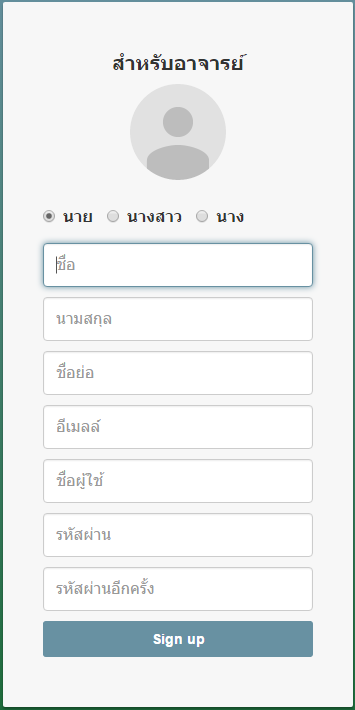 สำหรับอาจารย์
นาย นางสาว นาง
ชื่อ
นามสกุล
ชื่อย่อ
อีเมลล์
ชื่อผู้ใช้
รหัสผ่าน
รหัสผ่านอีกครั้ง
Sign up